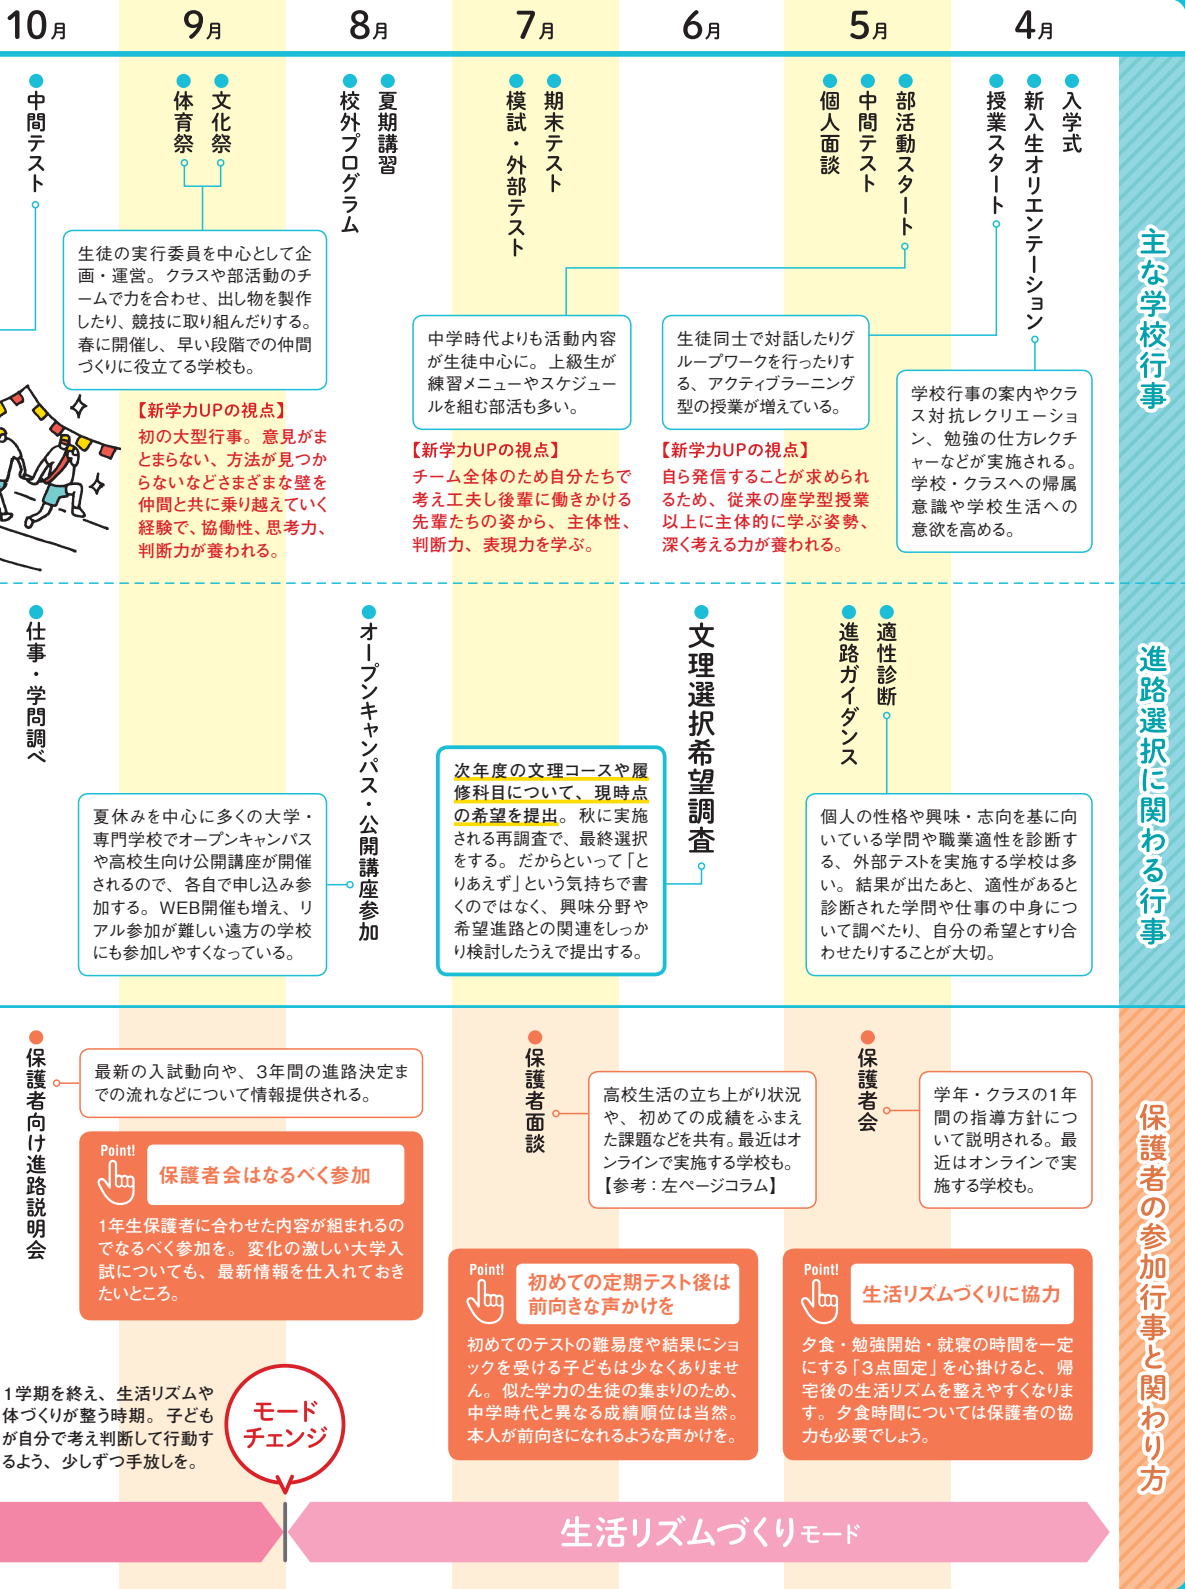 4月
5月
6月
7月
8月
9月
10月
主な学校行事
入学式
新入生オリエンテーション
授業スタート
部活動スタート
中間テスト
個人面談
期末テスト
模試・外部テスト
夏期講習
校外プログラム
文化祭
体育祭
中間テスト
学校行事の案内やクラ
ス対抗レクリエーショ
ン、勉強の仕方レクチ
ャーなどが実施される。
学校・クラスへの帰属
意識や学校生活への
意欲を高める。
生徒同士で対話したりグ
ループワークを行ったりす
る、アクティブラーニング
型の授業が増えている。
【新学力UPの視点】
自ら発信することが求められ
るため、従来の座学型授業
以上に主体的に学ぶ姿勢、
深く考える力が養われる。
中学時代よりも活動内容
が生徒中心に。上級生が
練習メニューやスケジュー
ルを組む部活も多い。
【新学力UPの視点】
チーム全体のため自分たちで
考え工夫し後輩に働きかける
先輩たちの姿から、主体性、
判断力、表現力を学ぶ。
生徒の実行委員を中心として企
画・運営。クラスや部活動のチ
ームで力を合わせ、出し物を製作
したり、競技に取り組んだりする。
春に開催し、早い段階での仲間
づくりに役立てる学校も。
【新学力UPの視点】
初の大型行事。意見がま
とまらない、方法が見つか
らないなどさまざまな壁を
仲間と共に乗り越えていく
経験で、協働性、思考力、
判断力が養われる。
進路選択に関わる行事
適性診断
進路ガイダンス
文理選択希望調査
オープンキャンパス・公開講座参加
仕事・学問調べ
個人の性格や興味・志向を基に向
いている学問や職業適性を診断す
る、外部テストを実施する学校は多
い。結果が出たあと、適性があると
診断された学問や仕事の中身につ
いて調べたり、自分の希望とすり合
わせたりすることが大切。
次年度の文理コースや履
修科目について、現時点
の希望を提出。秋に実施
される再調査で、最終選択
をする。だからといって「と
りあえず」という気持ちで書
くのではなく、興味分野や
希望進路との関連をしっか
り検討したうえで提出する。
夏休みを中心に多くの大学・
専門学校でオープンキャンパス
や高校生向け公開講座が開催
されるので、各自で申し込み参
加する。WEB開催も増え、リ
アル参加が難しい遠方の学校
にも参加しやすくなっている。
保護者の参加行事と関わり方
保護者会
学年・クラスの1年
間の指導方針につ
いて説明される。最
近はオンラインで実
施する学校も。
保護者面談
高校生活の立ち上がり状況
や、初めての成績をふまえ
た課題などを共有。最近はオ
ンラインで実施する学校も。
【参考：左ページコラム】
保護者向け進路説明会
最新の入試動向や、3年間の進路決定ま
での流れなどについて情報提供される。
Point!
生活リズムづくりに協力
夕食・勉強開始・就寝の時間を一定
にする「3点固定」を心掛けると、帰
宅後の生活リズムを整えやすくなりま
す。夕食時間については保護者の協
力も必要でしょう。
Point!
初めての定期テスト後は
前向きな声かけを
初めてのテストの難易度や結果にショ
ックを受ける子どもは少なくありませ
ん。似た学力の生徒の集まりのため、
中学時代と異なる成績順位は当然。
本人が前向きになれるような声かけを。
Point!
保護者会はなるべく参加
1年生保護者に合わせた内容が組まれるの
でなるべく参加を。変化の激しい大学入
試についても、最新情報を仕入れておき
たいところ。
モード
チェンジ
1学期を終え、生活リズムや
体づくりが整う時期。子ども
が自分で考え判断して行動す
るよう、少しずつ手放しを。
生活リズムづくりモード